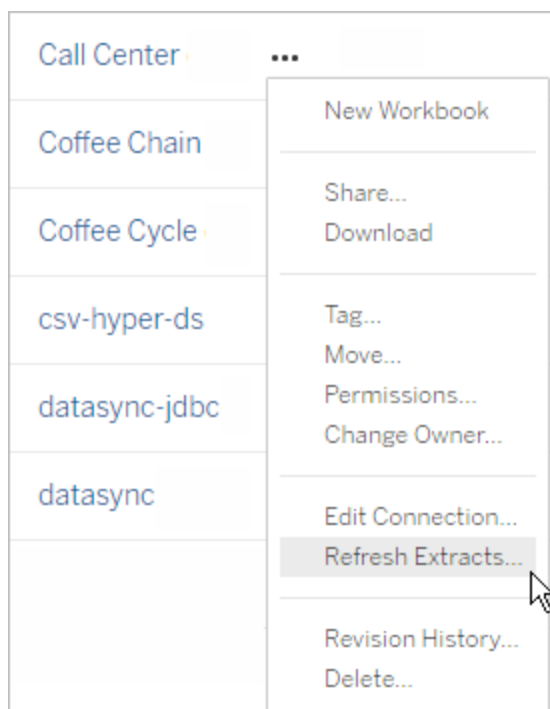 Call Center
Coffee Chain
Coffee Cycle
csv-hyper-ds
datasync-jdbc
datasync
New Workbook
Share...
Download
Tag...
Move...
Permissions...
Change Owner...
Edit Connection...
Refresh Extracts...
Revision History...
Delete...